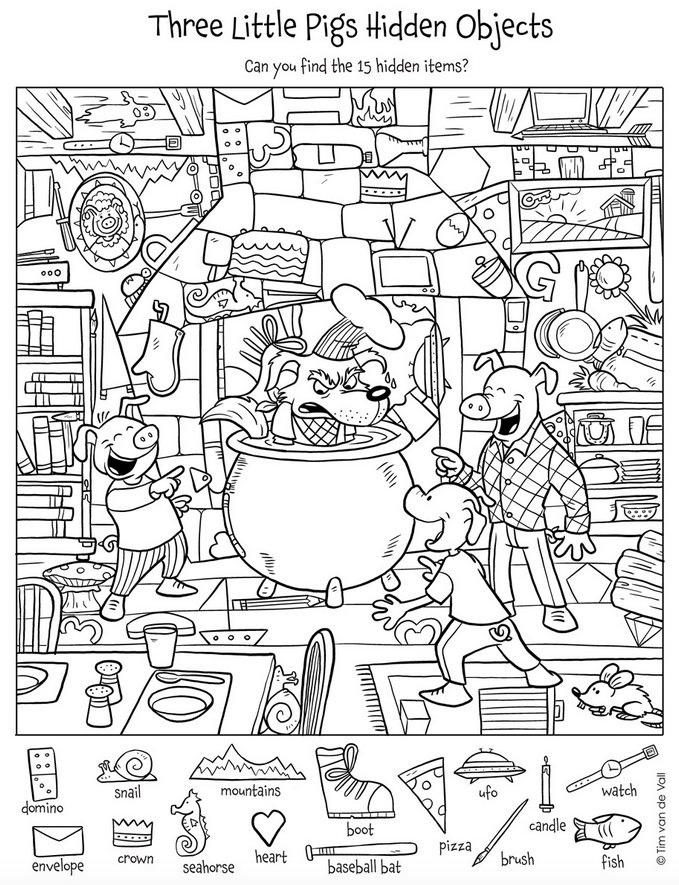 Three Little Pigs Hidden Objects
Can you find the 15 hidden items?
G
domino
snail
mountains
boot
pizza
ufo
candle
watch
envelope
crown
seahorse
heart
baseball bat
brush
fish
© Tim van de Vall